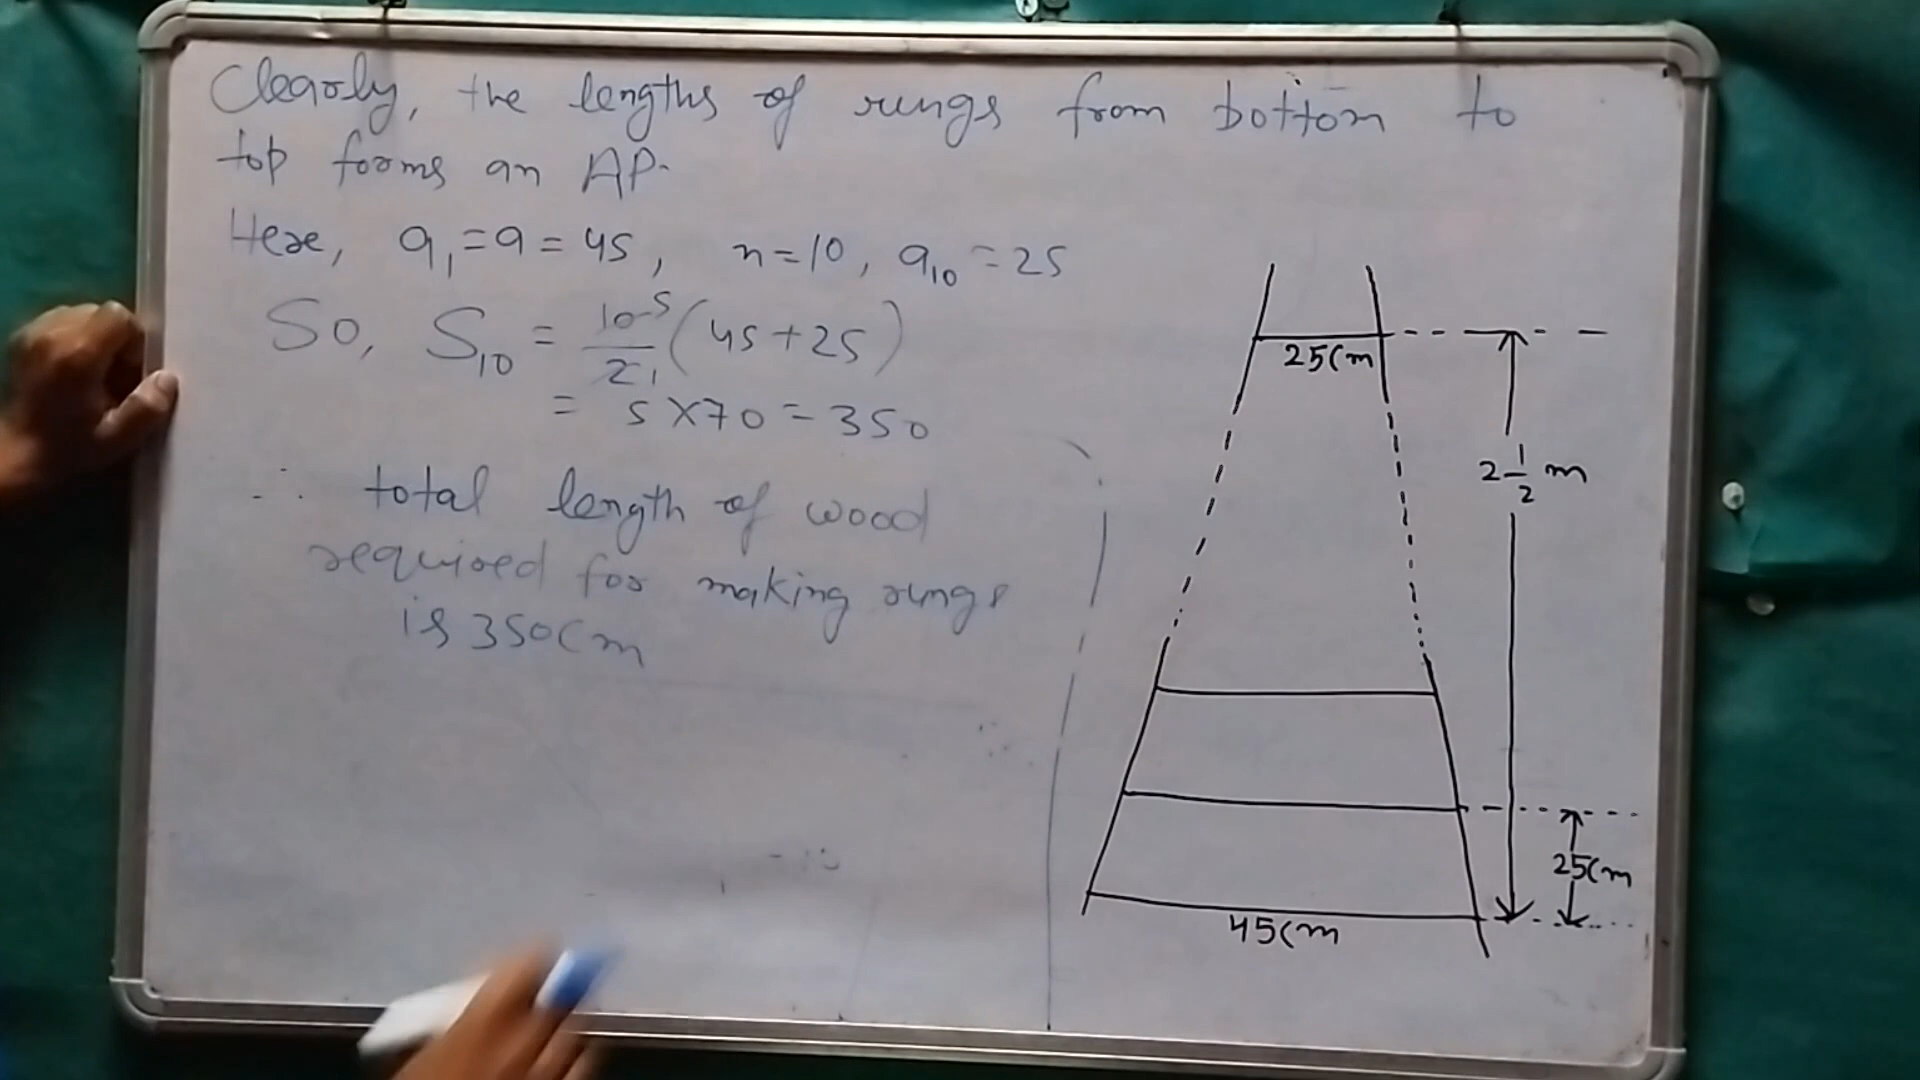 Clearly, the lengths of rungs from bottom to
top forms an AP.
Here, a₁ = a = 45, n = 10, a₁₀ = 25
So, S₁₀ = 10 5 / 2 1 (45 + 25)
= 5 × 70 = 350
∴ total length of wood
required for making rungs
is 350cm
25cm
2 1/2 m
25cm
45cm